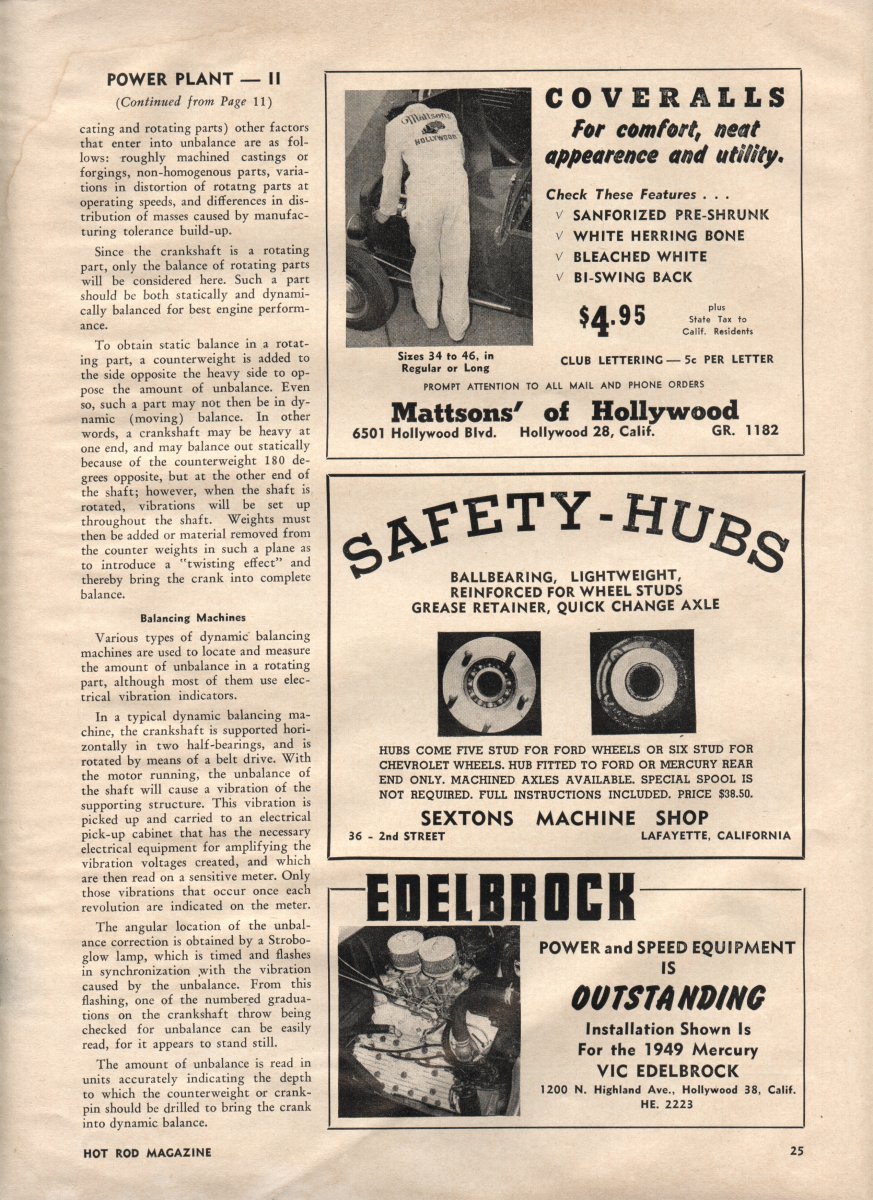 POWER PLANT — II
(Continued from Page 11)
cating and rotating parts) other factors
that enter into unbalance are as fol-
lows: roughly machined castings or
forgings, non-homogenous parts, varia-
tions in distortion of rotatng parts at
operating speeds, and differences in dis-
tribution of masses caused by manufac-
turing tolerance build-up.
Since the crankshaft is a rotating
part, only the balance of rotating parts
will be considered here. Such a part
should be both statically and dynami-
cally balanced for best engine perform-
ance.
To obtain static balance in a rotat-
ing part, a counterweight is added to
the side opposite the heavy side to op-
pose the amount of unbalance. Even
so, such a part may not then be in dy-
namic (moving) balance. In other
words, a crankshaft may be heavy at
one end, and may balance out statically
because of the counterweight 180 de-
grees opposite, but at the other end of
the shaft; however, when the shaft is
rotated, vibrations will be set up
throughout the shaft. Weights must
then be added or material removed from
the counter weights in such a plane as
to introduce a "twisting effect" and
thereby bring the crank into complete
balance.
Balancing Machines
Various types of dynamic balancing
machines are used to locate and measure
the amount of unbalance in a rotating
part, although most of them use elec-
trical vibration indicators.
In a typical dynamic balancing ma-
chine, the crankshaft is supported hori-
zontally in two half-bearings, and is
rotated by means of a belt drive. With
the motor running, the unbalance of
the shaft will cause a vibration of the
supporting structure. This vibration is
picked up and carried to an electrical
pick-up cabinet that has the necessary
electrical equipment for amplifying the
vibration voltages created, and which
are then read on a sensitive meter. Only
those vibrations that occur once each
revolution are indicated on the meter.
The angular location of the unbal-
ance correction is obtained by a Strobo-
glow lamp, which is timed and flashes
in synchronization with the vibration
caused by the unbalance. From this
flashing, one of the numbered gradua-
tions on the crankshaft throw being
checked for unbalance can be easily
read, for it appears to stand still.
The amount of unbalance is read in
units accurately indicating the depth
to which the counterweight or crank-
pin should be drilled to bring the crank
into dynamic balance.
Mattsons
HOLLYWOOD
COVERALLS
For comfort, neat
appearence and utility.
Check These Features . . .
√ SANFORIZED PRE-SHRUNK
√ WHITE HERRING BONE
√ BLEACHED WHITE
√ BI-SWING BACK
$4.95
plus
State Tax to
Calif. Residents
Sizes 34 to 46, in
Regular or Long
CLUB LETTERING — 5c PER LETTER
PROMPT ATTENTION TO ALL MAIL AND PHONE ORDERS
Mattsons' of Hollywood
6501 Hollywood Blvd. Hollywood 28, Calif. GR. 1182
SAFETY-HUBS
BALLBEARING, LIGHTWEIGHT,
REINFORCED FOR WHEEL STUDS
GREASE RETAINER, QUICK CHANGE AXLE
HUBS COME FIVE STUD FOR FORD WHEELS OR SIX STUD FOR
CHEVROLET WHEELS. HUB FITTED TO FORD OR MERCURY REAR
END ONLY. MACHINED AXLES AVAILABLE. SPECIAL SPOOL IS
NOT REQUIRED. FULL INSTRUCTIONS INCLUDED. PRICE $38.50.
SEXTONS MACHINE SHOP
36 - 2nd STREET LAFAYETTE, CALIFORNIA
EDELBROCK
POWER and SPEED EQUIPMENT
IS
OUTSTANDING
Installation Shown Is
For the 1949 Mercury
VIC EDELBROCK
1200 N. Highland Ave., Hollywood 38, Calif.
HE. 2223
HOT ROD MAGAZINE 25